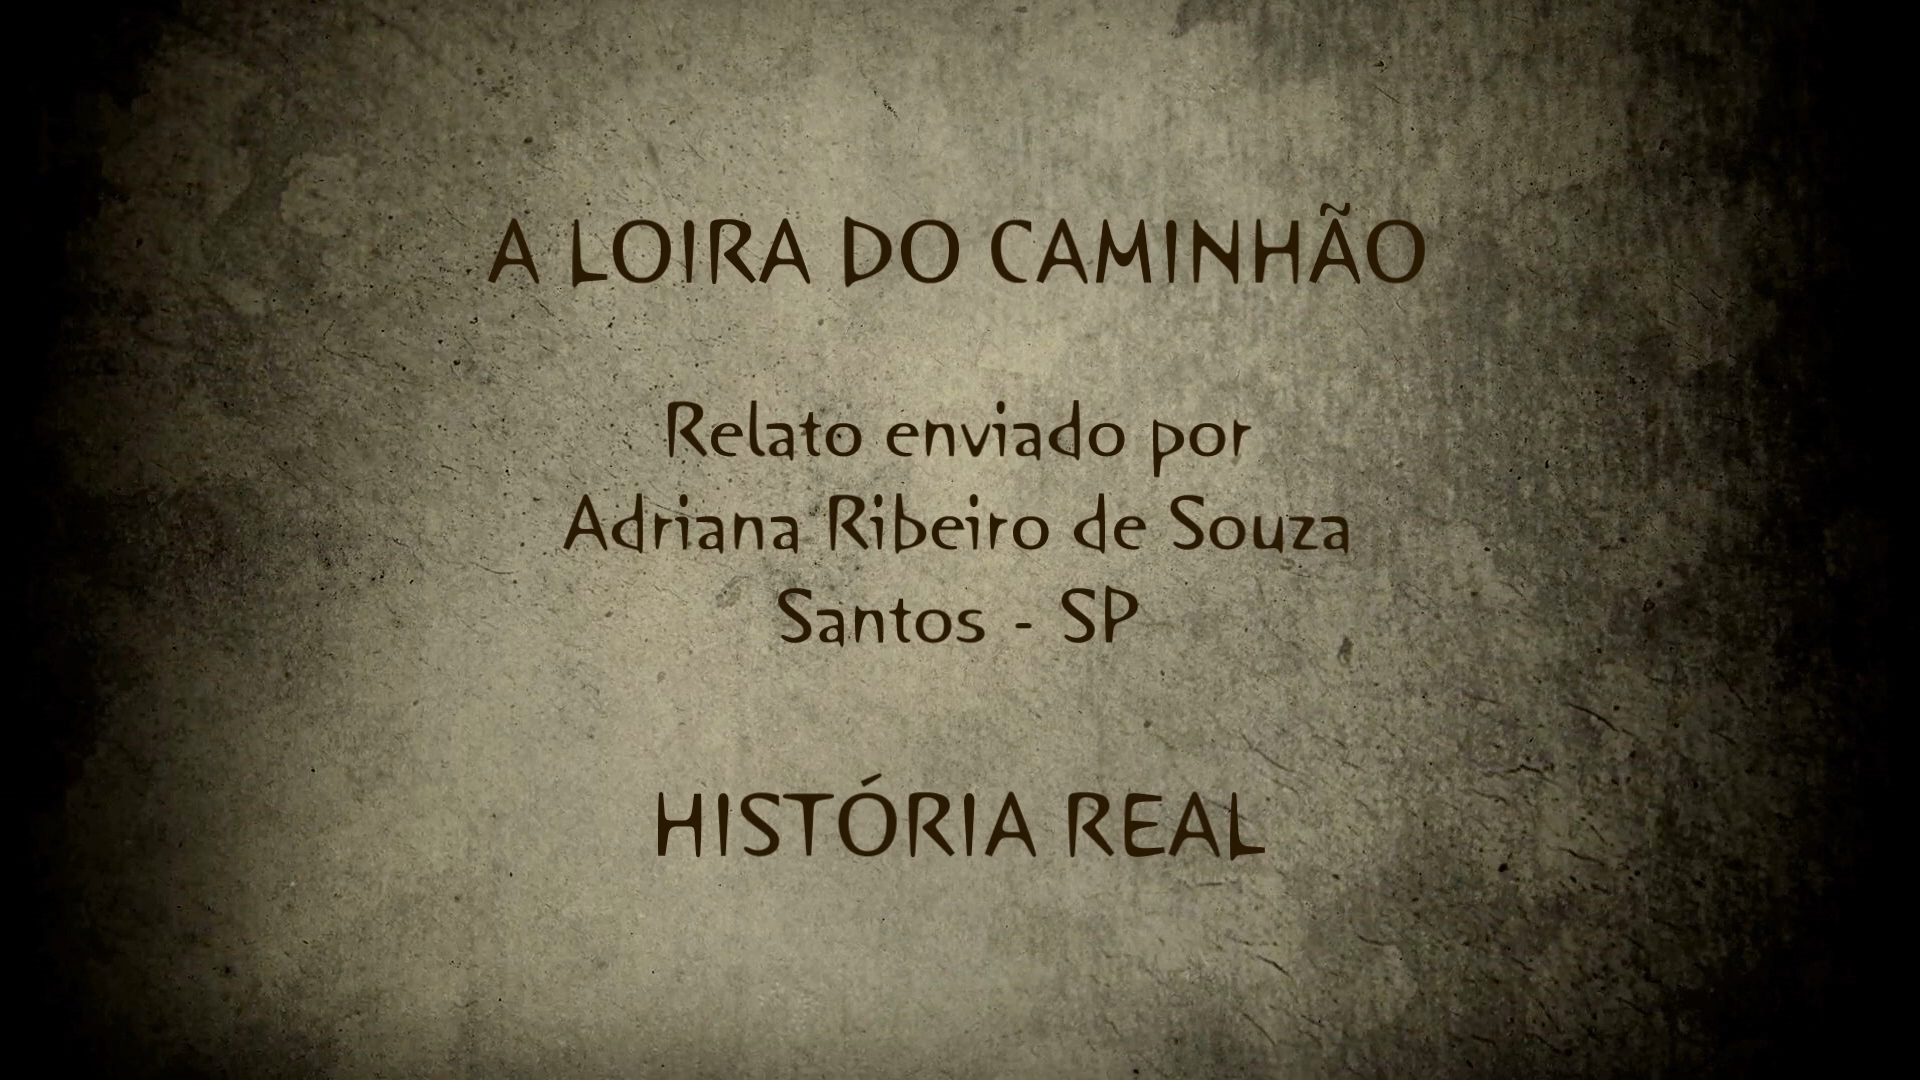 A LOIRA DO CAMINHÃO
Relato enviado por
Adriana Ribeiro de Souza
Santos - SP
HISTÓRIA REAL